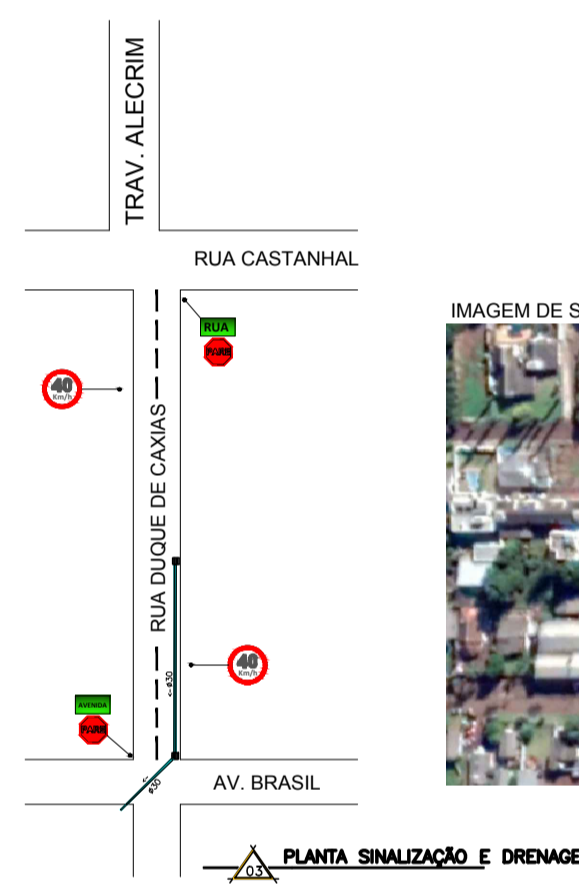 TRAV. ALECRIM
RUA CASTANHAL
RUA
PARE
40
Km/h
IMAGEM DE S
RUA DUQUE DE CAXIAS
<-ø30
40
Km/h
AVENIDA
PARE
<-
ø30
AV. BRASIL
03
PLANTA SINALIZAÇÃO E DRENAGE